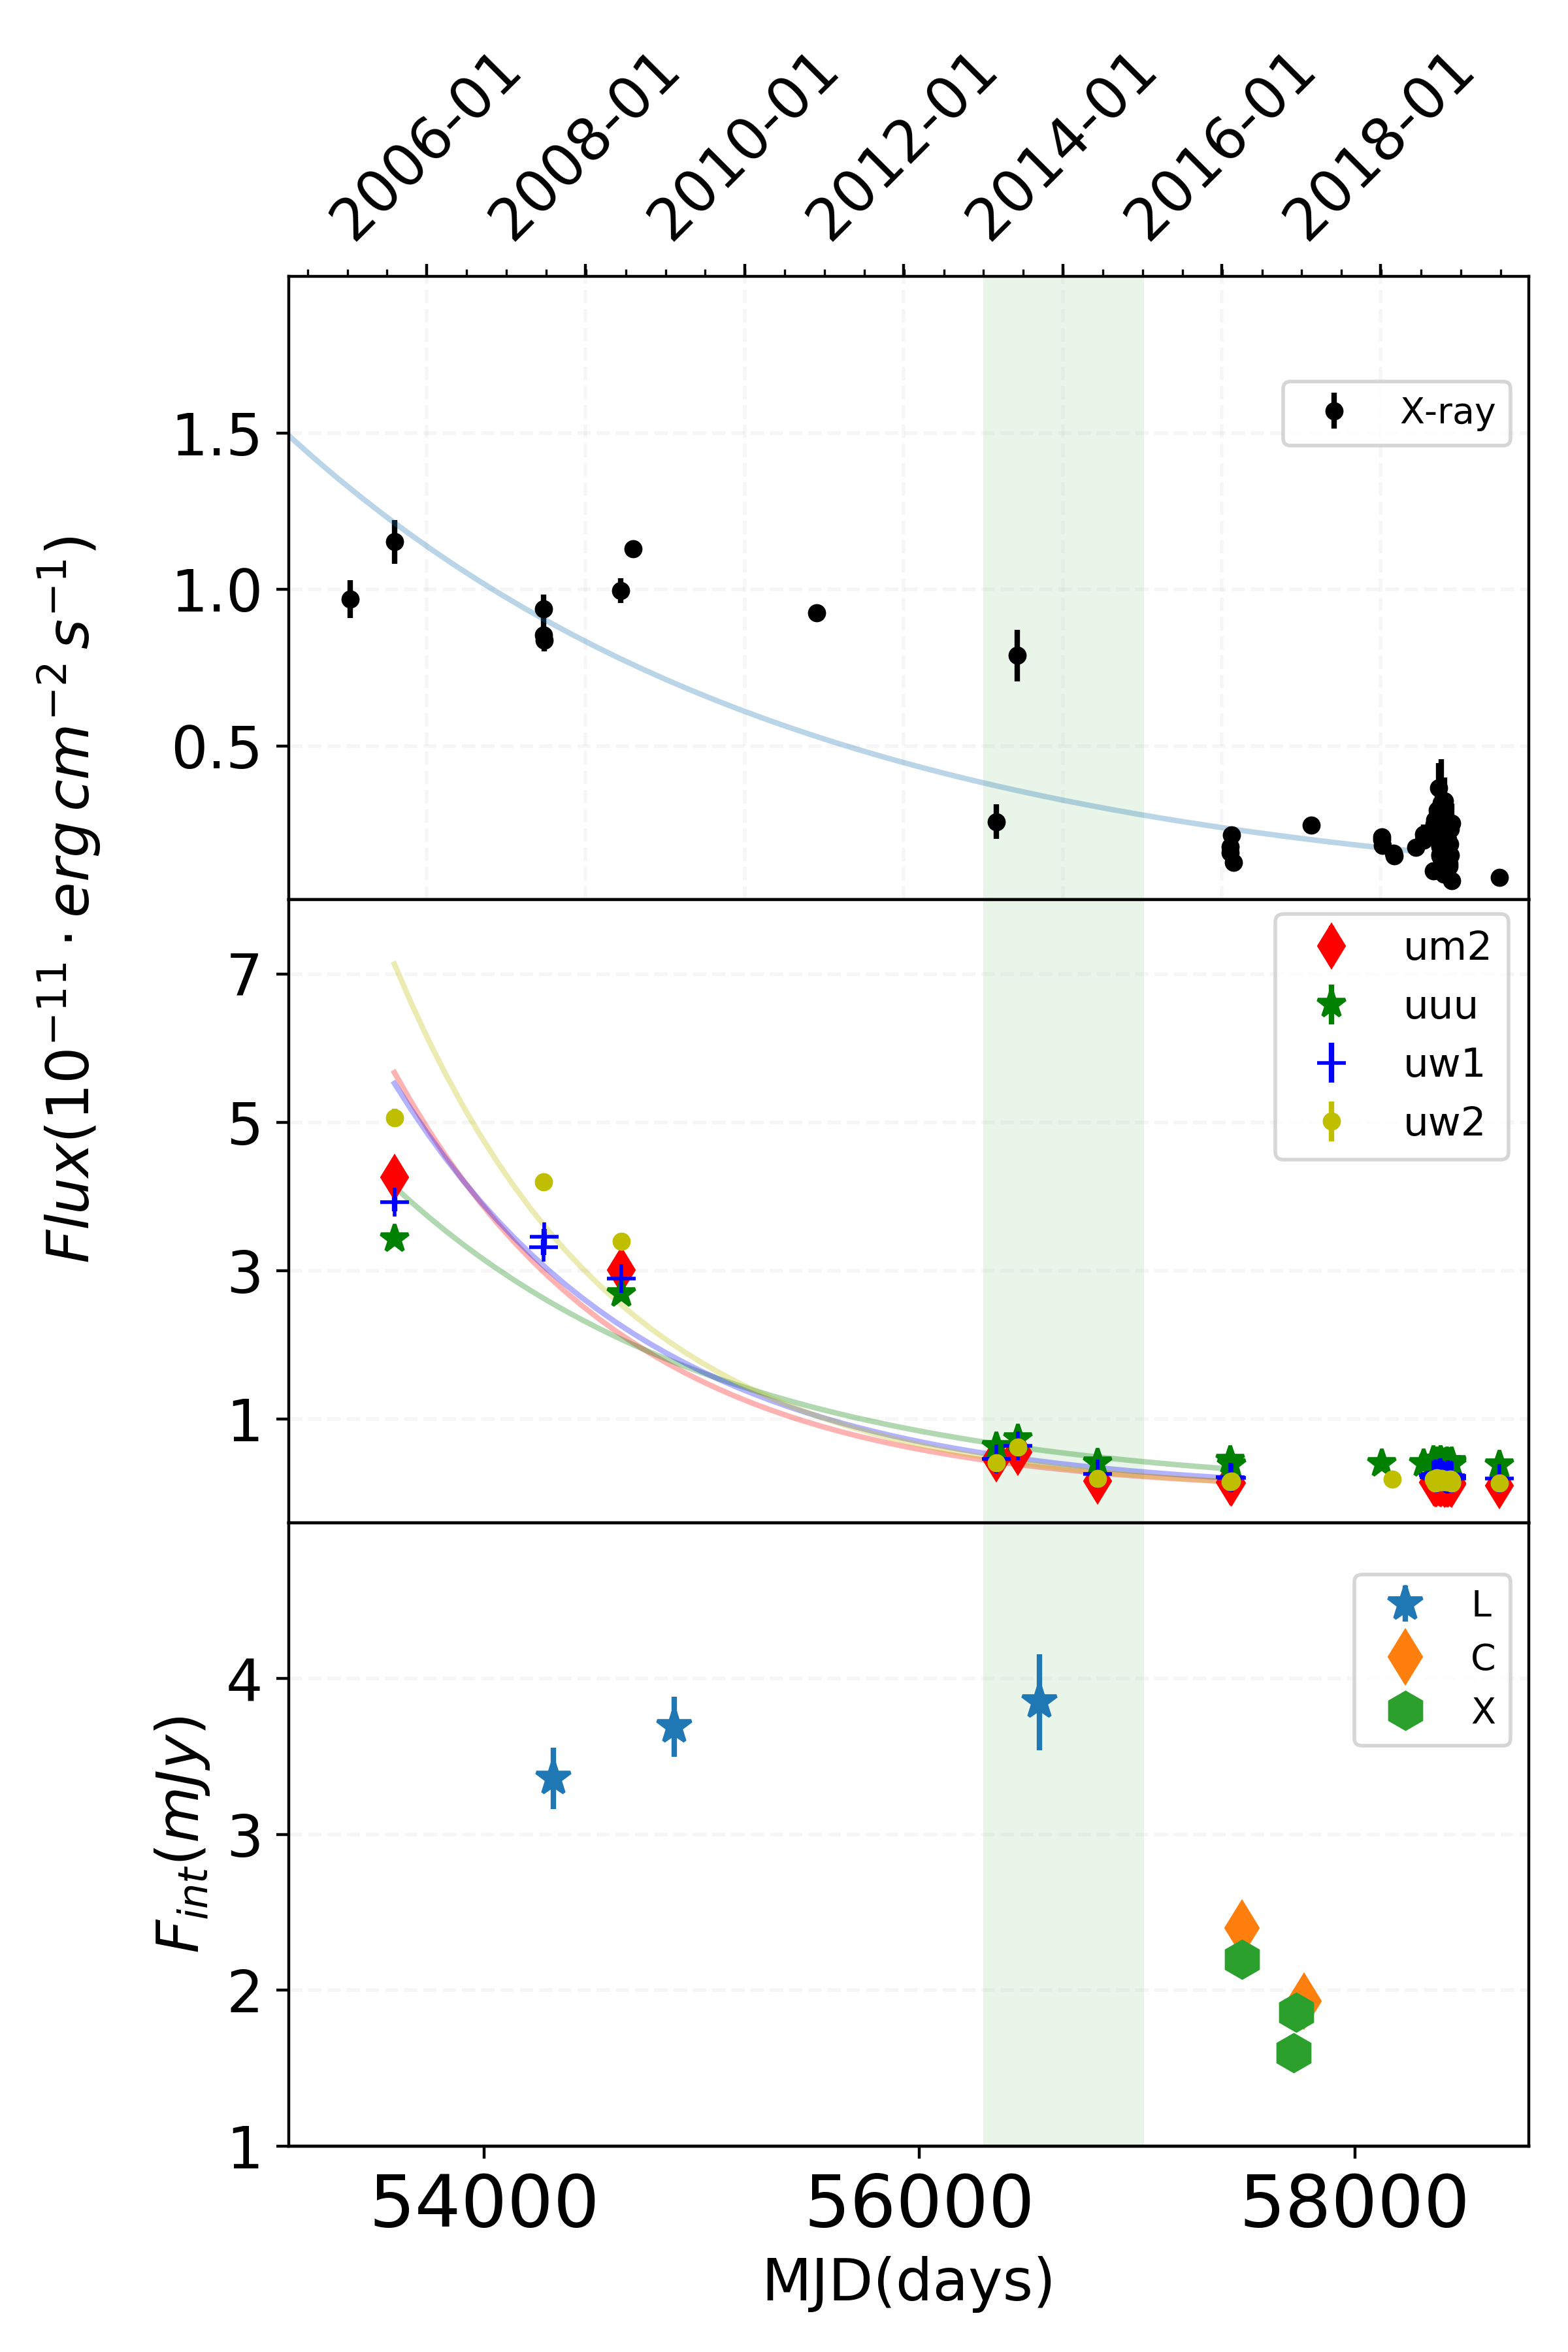 2006-01 2008-01 2010-01 2012-01 2014-01 2016-01 2018-01
1.5
1.0
0.5
X-ray
Flux(10⁻¹¹ · erg cm⁻² s⁻¹)
7
5
3
1
um2
uuu
uw1
uw2
F_int(mJy)
4
3
2
1
L
C
X
54000 56000 58000
MJD(days)